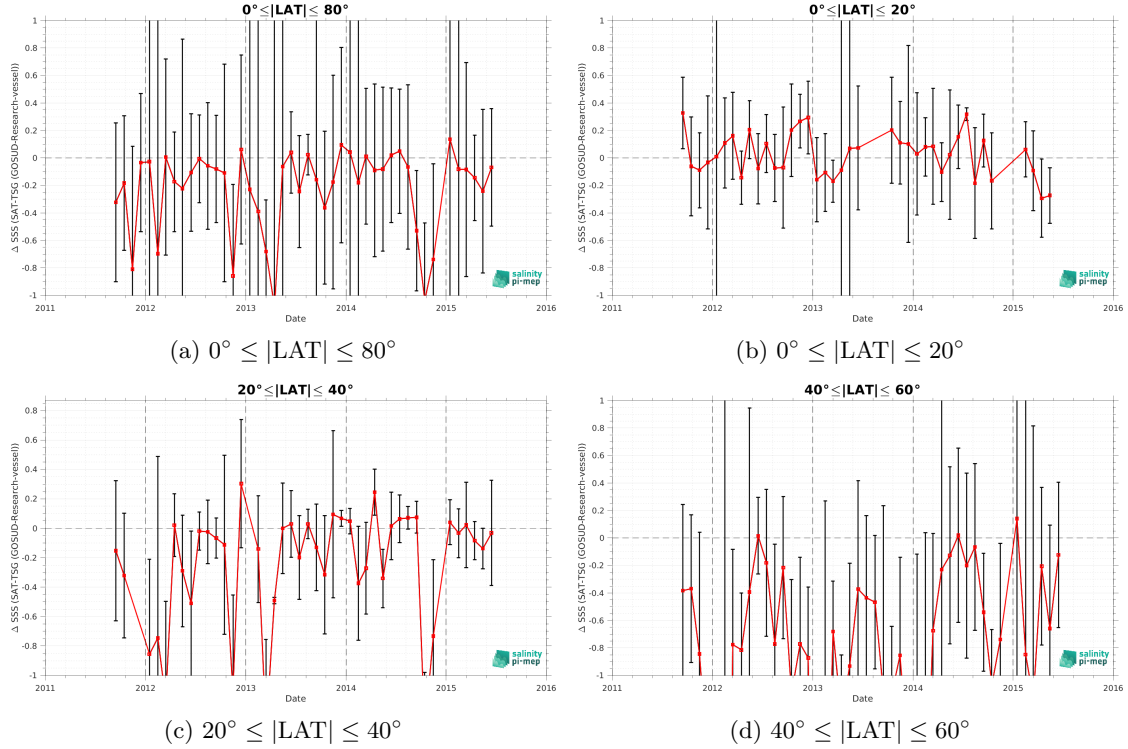 0°≤|LAT|≤ 80°
Δ SSS (SAT-TSG (GOSUD-Research-vessel))
1
0.8
0.6
0.4
0.2
0
-0.2
-0.4
-0.6
-0.8
-1
2011 2012 2013 2014 2015 2016
Date
salinity
pi-mep
(a) 0° ≤ |LAT| ≤ 80°
0°≤|LAT|≤ 20°
Δ SSS (SAT-TSG (GOSUD-Research-vessel))
1
0.8
0.6
0.4
0.2
0
-0.2
-0.4
-0.6
-0.8
-1
2011 2012 2013 2014 2015 2016
Date
salinity
pi-mep
(b) 0° ≤ |LAT| ≤ 20°
20°≤|LAT|≤ 40°
Δ SSS (SAT-TSG (GOSUD-Research-vessel))
0.8
0.6
0.4
0.2
0
-0.2
-0.4
-0.6
-0.8
-1
2011 2012 2013 2014 2015 2016
Date
salinity
pi-mep
(c) 20° ≤ |LAT| ≤ 40°
40°≤|LAT|≤ 60°
Δ SSS (SAT-TSG (GOSUD-Research-vessel))
1
0.8
0.6
0.4
0.2
0
-0.2
-0.4
-0.6
-0.8
-1
2011 2012 2013 2014 2015 2016
Date
salinity
pi-mep
(d) 40° ≤ |LAT| ≤ 60°